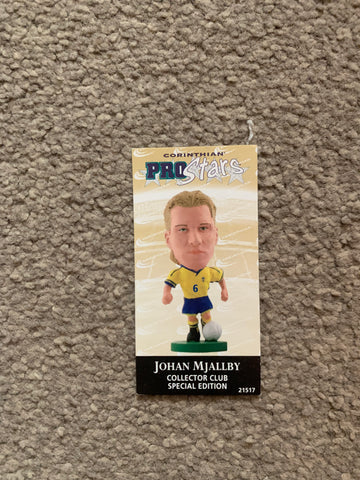 CORINTHIAN
PROStars
6
JOHAN MJALLBY
COLLECTOR CLUB
SPECIAL EDITION
21517